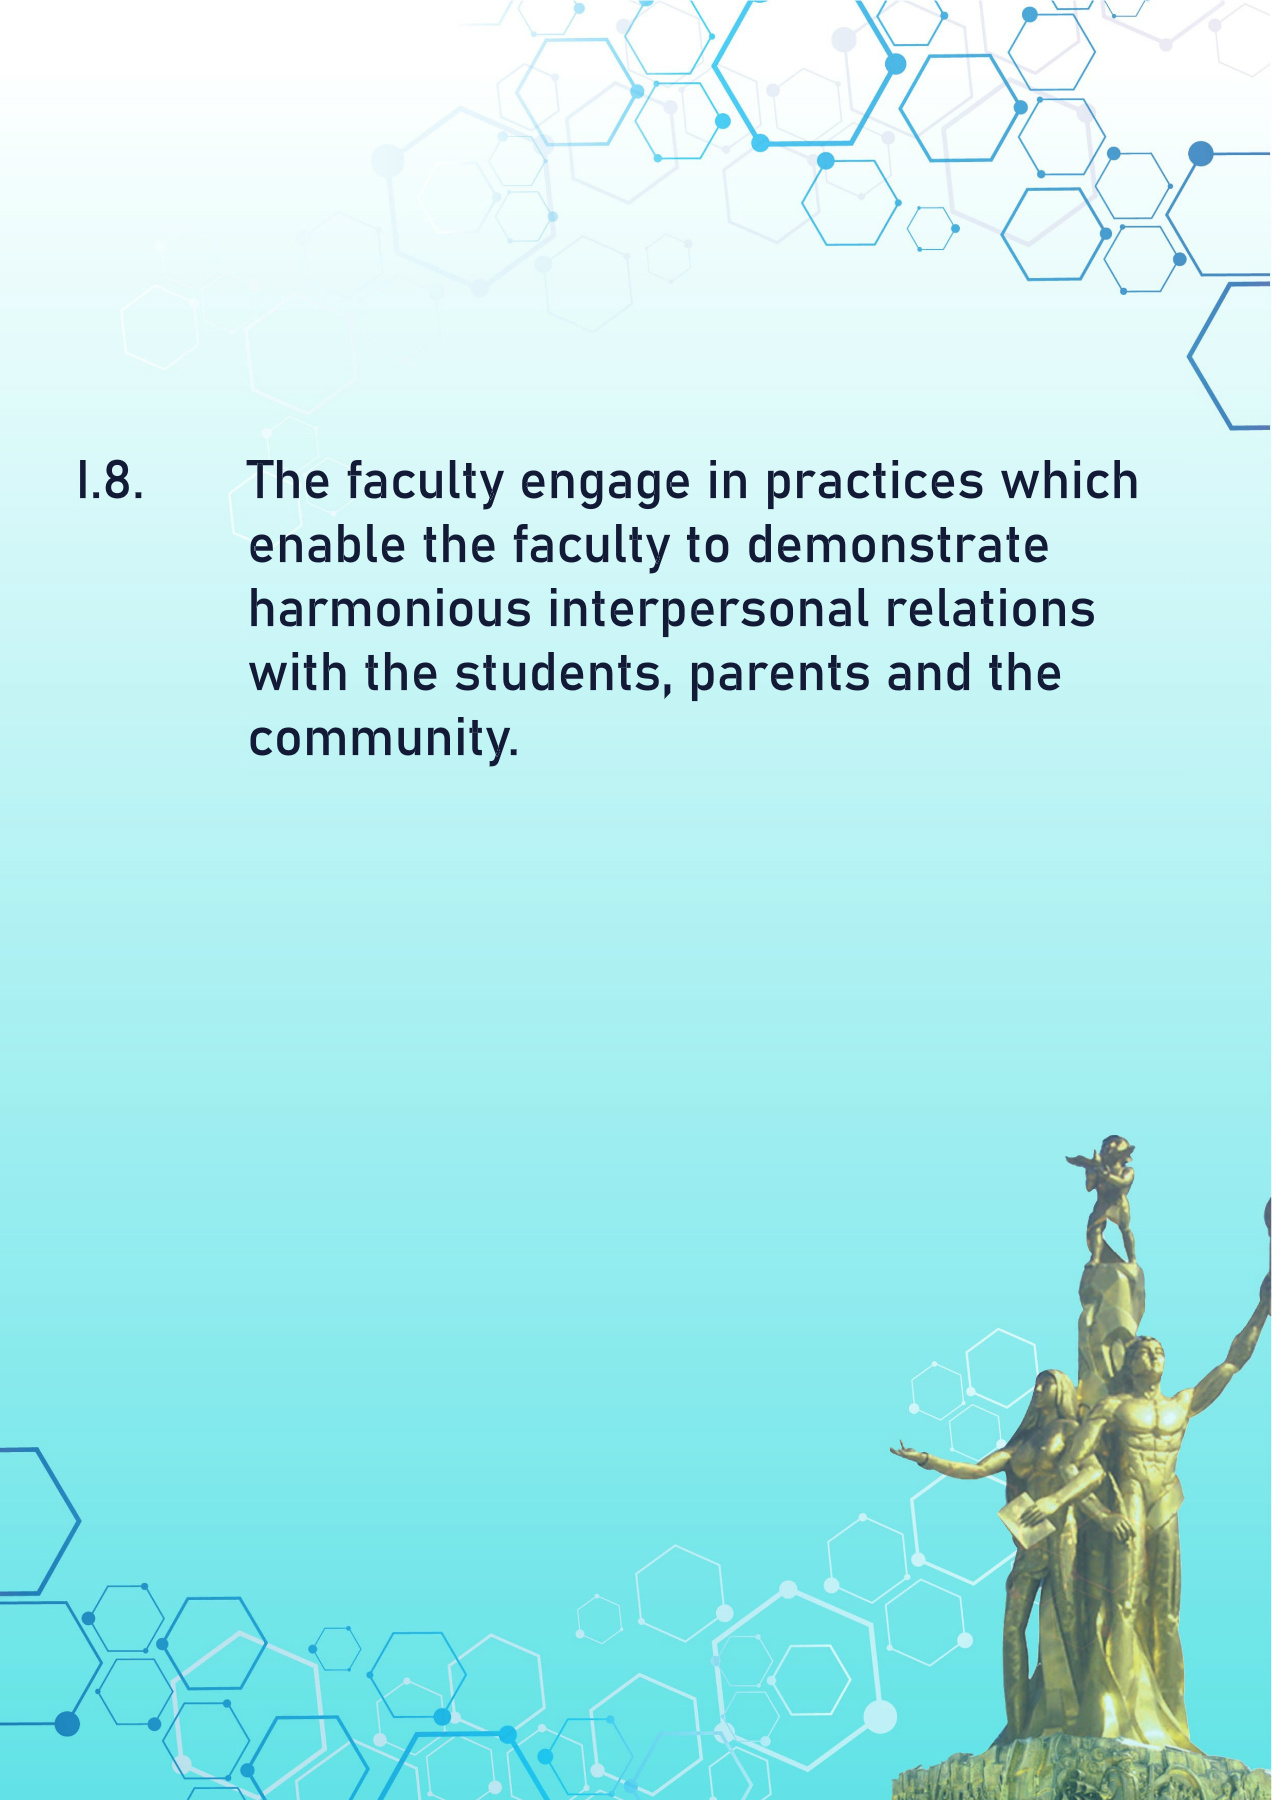 I.8. The faculty engage in practices which
enable the faculty to demonstrate
harmonious interpersonal relations
with the students, parents and the
community.